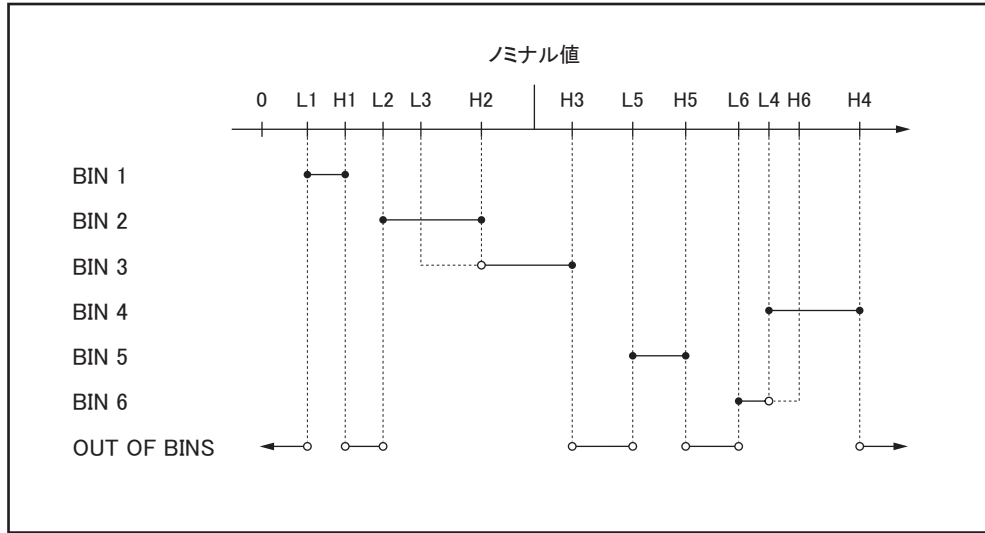 ノミナル値
0 L1 H1 L2 L3 H2 H3 L5 H5 L6 L4 H6 H4
BIN 1
BIN 2
BIN 3
BIN 4
BIN 5
BIN 6
OUT OF BINS